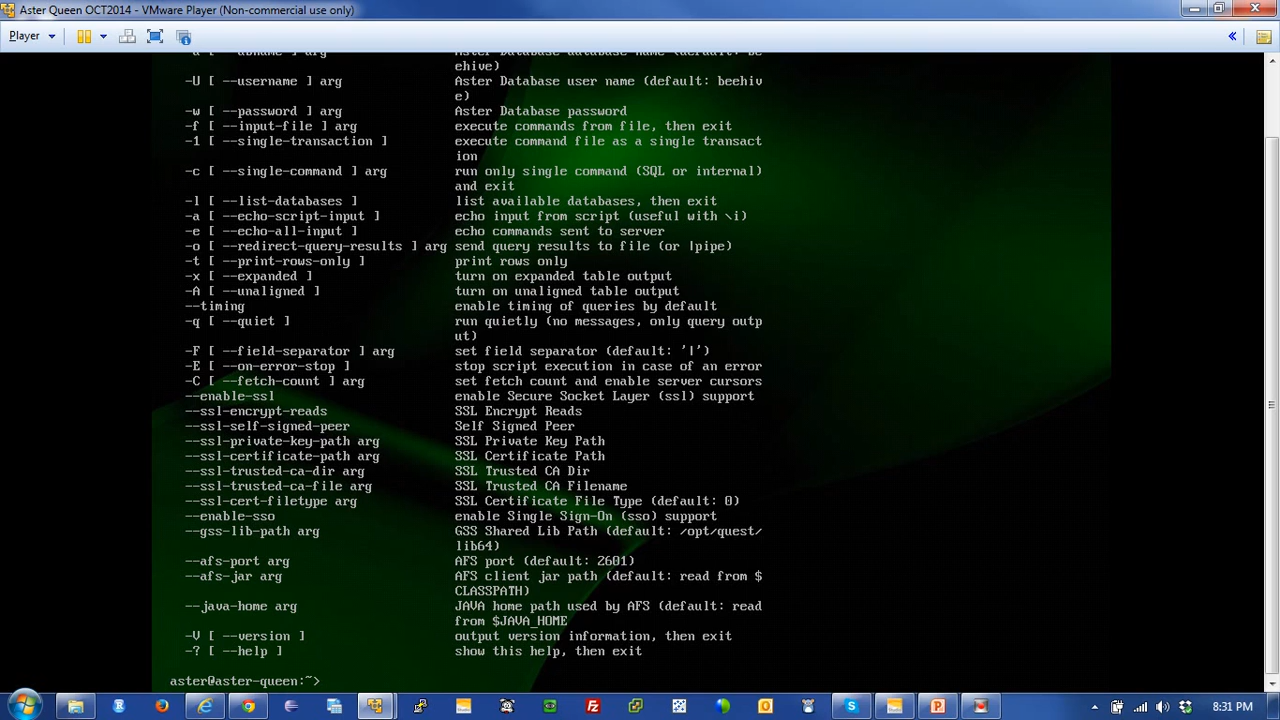 Aster Queen OCT2014 - VMware Player (Non-commercial use only)
Player
-d [ --dbname ] arg Aster Database database name (default: be
ehive)
-U [ --username ] arg Aster Database user name (default: beehiv
e)
-w [ --password ] arg Aster Database password
-f [ --input-file ] arg execute commands from file, then exit
-1 [ --single-transaction ] execute command file as a single transact
ion
-c [ --single-command ] arg run only single command (SQL or internal)
and exit
-l [ --list-databases ] list available databases, then exit
-a [ --echo-script-input ] echo input from script (useful with \i)
-e [ --echo-all-input ] echo commands sent to server
-o [ --redirect-query-results ] arg send query results to file (or |pipe)
-t [ --print-rows-only ] print rows only
-x [ --expanded ] turn on expanded table output
-A [ --unaligned ] turn on unaligned table output
--timing enable timing of queries by default
-q [ --quiet ] run quietly (no messages, only query outp
ut)
-F [ --field-separator ] arg set field separator (default: '|')
-E [ --on-error-stop ] stop script execution in case of an error
-C [ --fetch-count ] arg set fetch count and enable server cursors
--enable-ssl enable Secure Socket Layer (ssl) support
--ssl-encrypt-reads SSL Encrypt Reads
--ssl-self-signed-peer Self Signed Peer
--ssl-private-key-path arg SSL Private Key Path
--ssl-certificate-path arg SSL Certificate Path
--ssl-trusted-ca-dir arg SSL Trusted CA Dir
--ssl-trusted-ca-file arg SSL Trusted CA Filename
--ssl-cert-filetype arg SSL Certificate File Type (default: 0)
--enable-sso enable Single Sign-On (sso) support
--gss-lib-path arg GSS Shared Lib Path (default: /opt/quest/
lib64)
--afs-port arg AFS port (default: 2601)
--afs-jar arg AFS client jar path (default: read from $
CLASSPATH)
--java-home arg JAVA home path used by AFS (default: read
from $JAVA_HOME
-V [ --version ] output version information, then exit
-? [ --help ] show this help, then exit
aster@aster-queen:~>
8:31 PM